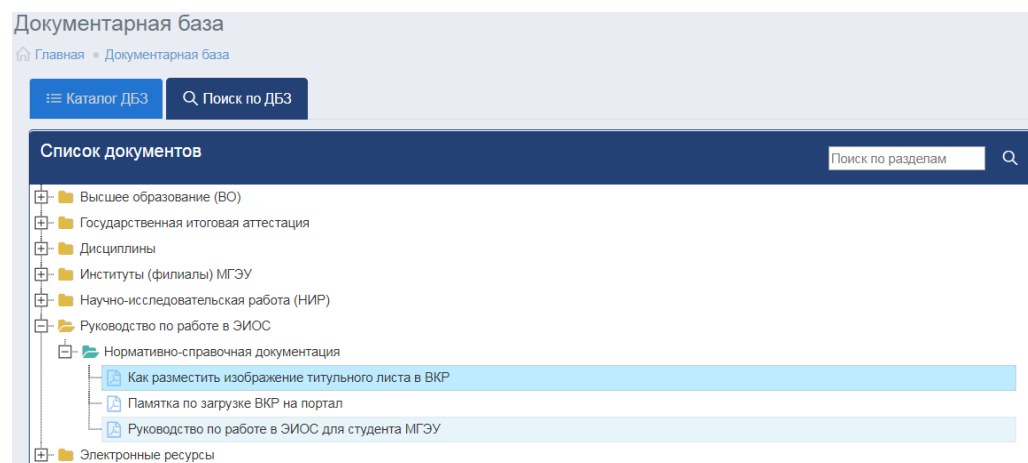 Документарная база
Главная • Документарная база
Каталог ДБЗ Поиск по ДБЗ
Список документов Поиск по разделам
Высшее образование (ВО)
Государственная итоговая аттестация
Дисциплины
Институты (филиалы) МГЭУ
Научно-исследовательская работа (НИР)
Руководство по работе в ЭИОС
Нормативно-справочная документация
Как разместить изображение титульного листа в ВКР
Памятка по загрузке ВКР на портал
Руководство по работе в ЭИОС для студента МГЭУ
Электронные ресурсы